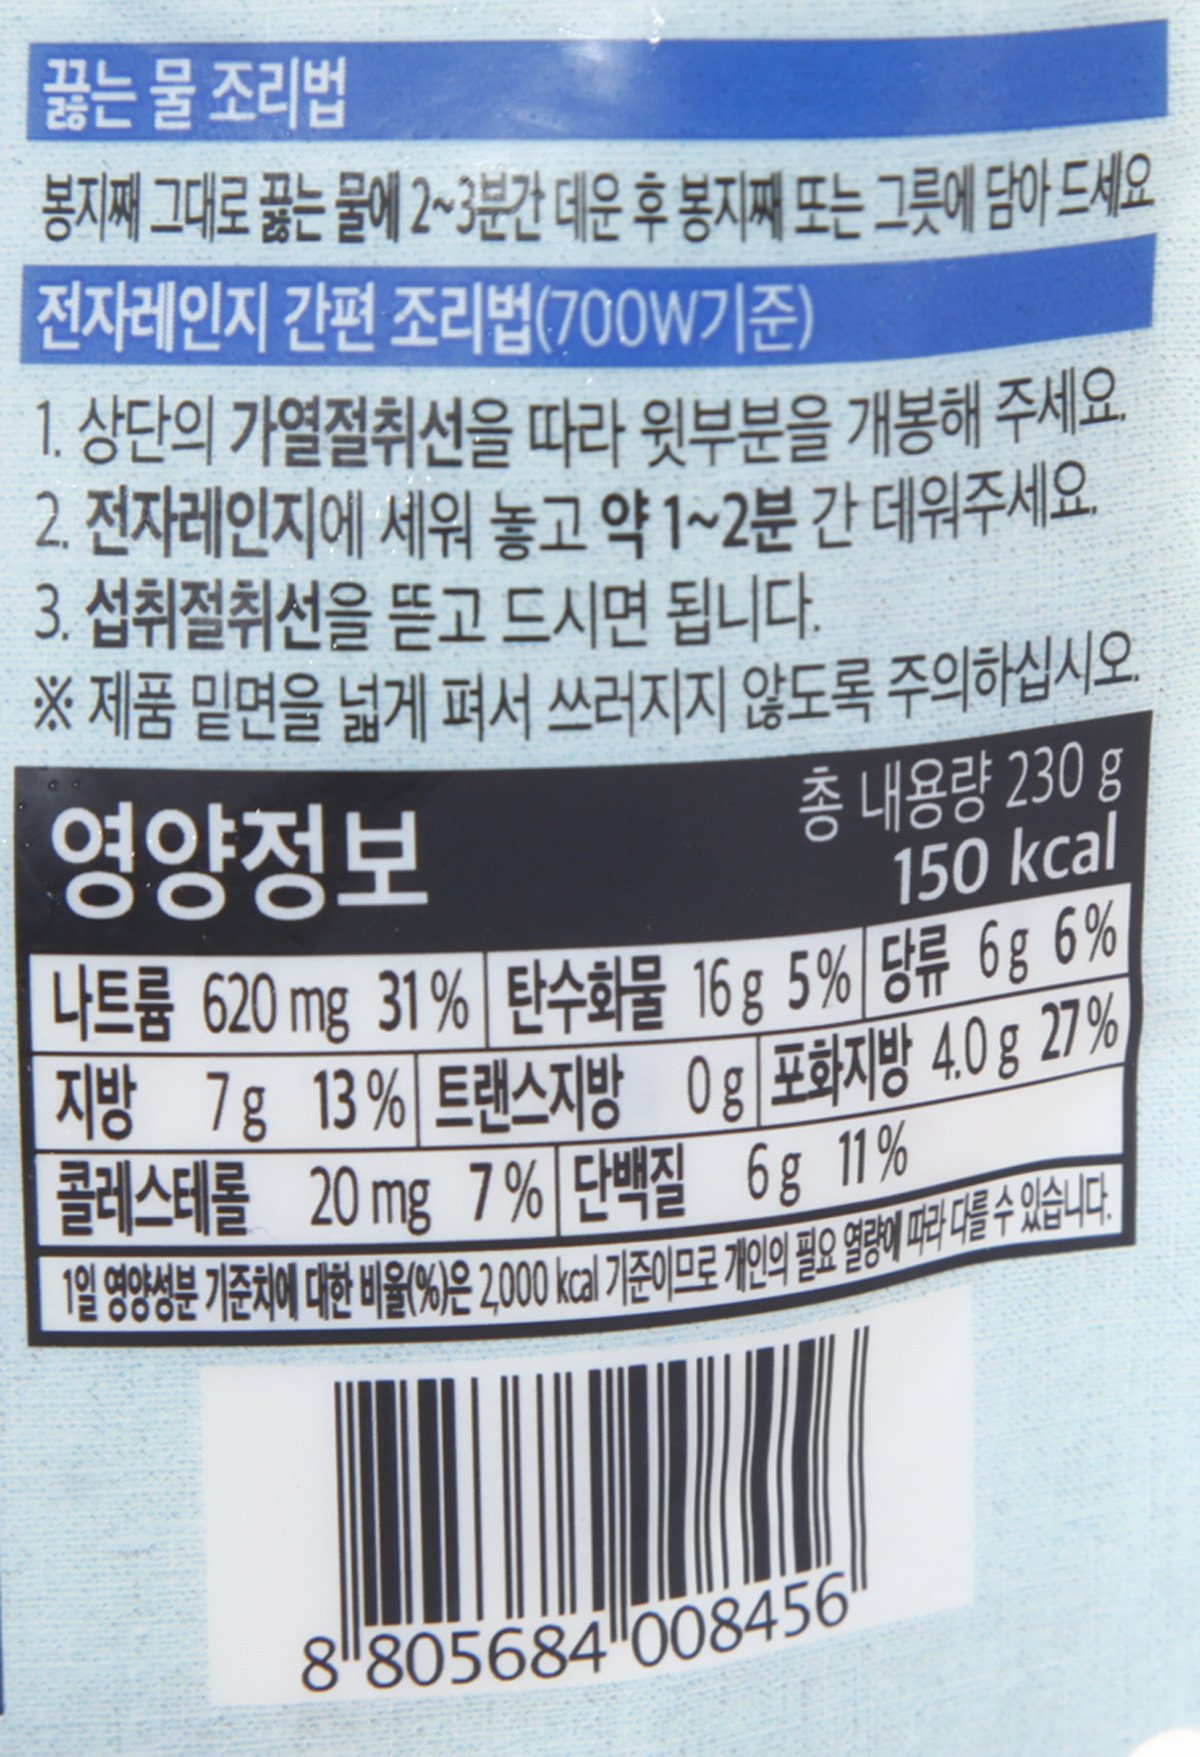 끓는 물 조리법
봉지째 그대로 끓는 물에 2~3분간 데운 후 봉지째 또는 그릇에 담아 드세요
전자레인지 간편 조리법(700W기준)
1. 상단의 가열절취선을 따라 윗부분을 개봉해 주세요.
2. 전자레인지에 세워 놓고 약 1~2분 간 데워주세요.
3. 섭취절취선을 뜯고 드시면 됩니다.
※ 제품 밑면을 넓게 펴서 쓰러지지 않도록 주의하십시오.
영양정보
총 내용량 230 g
150 kcal
나트륨 620 mg 31 % 탄수화물 16 g 5% 당류 6 g 6 %
지방 7 g 13 % 트랜스지방 0 g 포화지방 4.0 g 27 %
콜레스테롤 20 mg 7 % 단백질 6 g 11 %
1일 영양성분 기준치에 대한 비율(%)은 2,000 kcal 기준이므로 개인의 필요 열량에 따라 다를 수 있습니다.
8 805684 008456